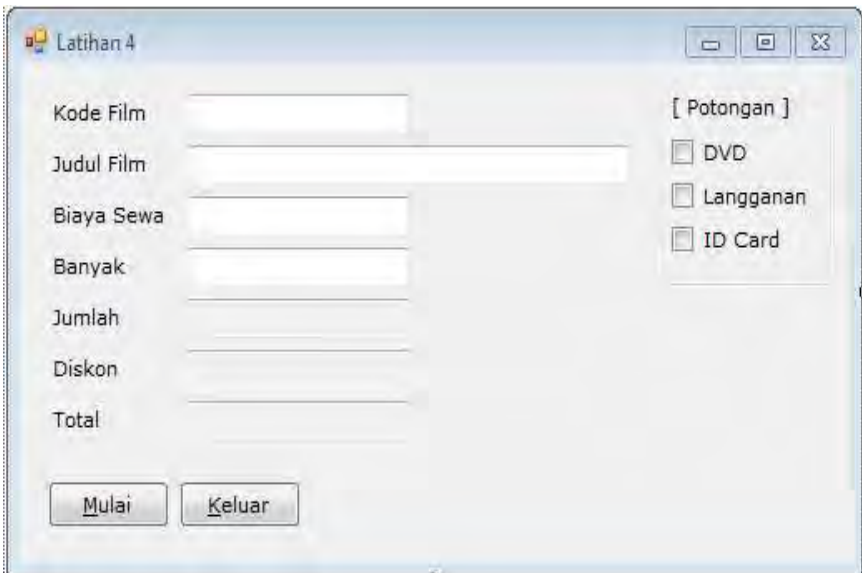 Latihan 4
Kode Film
Judul Film
Biaya Sewa
Banyak
Jumlah
Diskon
Total
[ Potongan ]
DVD
Langganan
ID Card
Mulai
Keluar